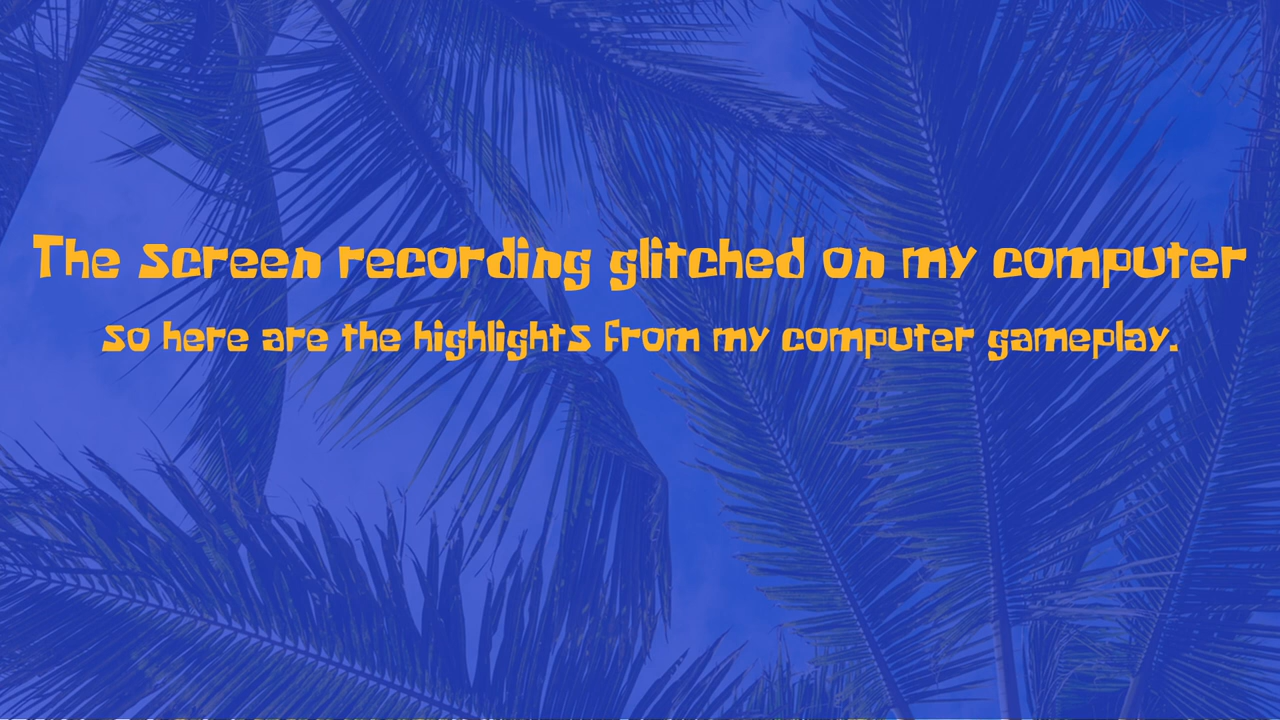 The screen recording glitched on my computer
so here are the highlights from my computer gameplay.